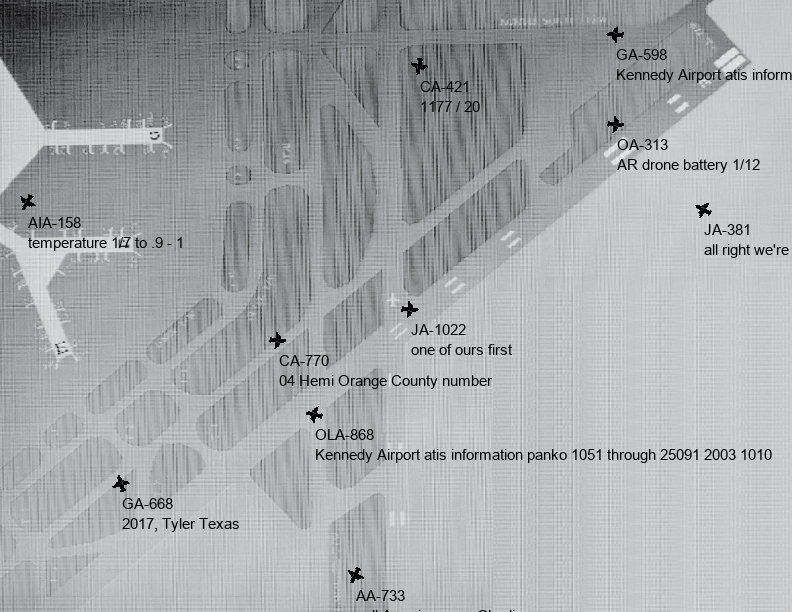 GA-598
Kennedy Airport atis inform
CA-421
1177 / 20
OA-313
AR drone battery 1/12
AIA-158
temperature 1/7 to .9 - 1
JA-381
all right we're
JA-1022
one of ours first
CA-770
04 Hemi Orange County number
OLA-868
Kennedy Airport atis information panko 1051 through 25091 2003 1010
GA-668
2017, Tyler Texas
AA-733